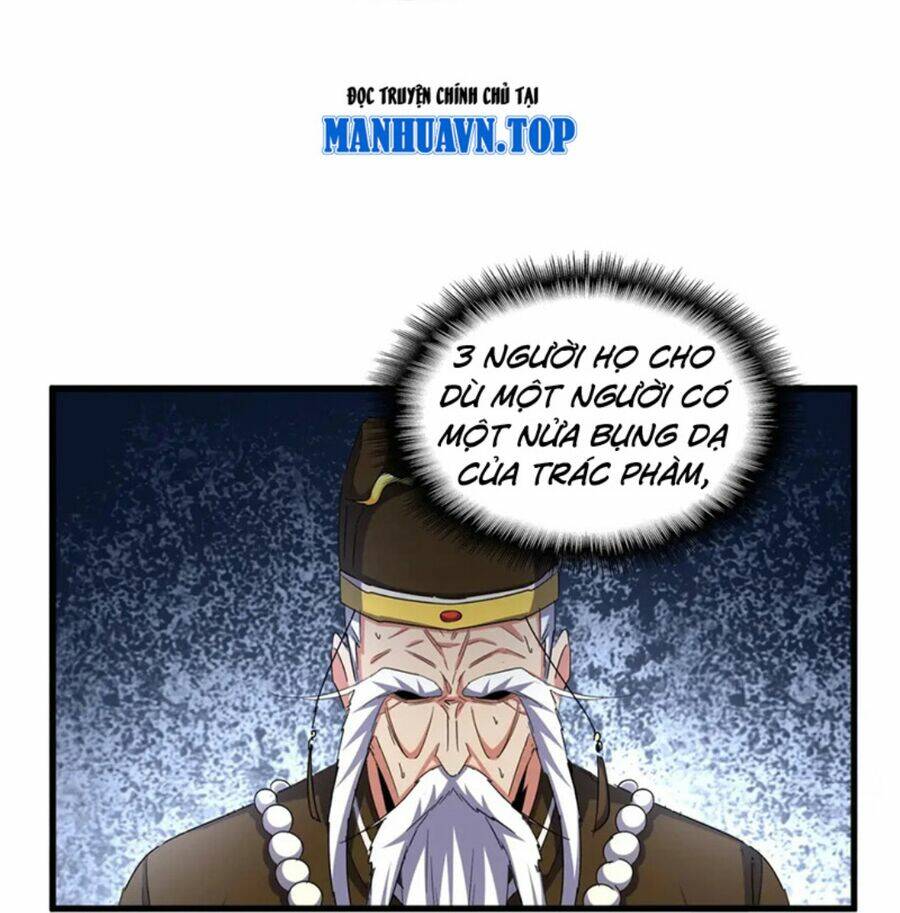 ĐỌC TRUYỆN CHÍNH CHỦ TẠI
MANHUAVN.TOP
3 NGƯỜI HỌ CHO
DÙ MỘT NGƯỜI CÓ
MỘT NỬA BỤNG DẠ
CỦA TRÁC PHÀM,